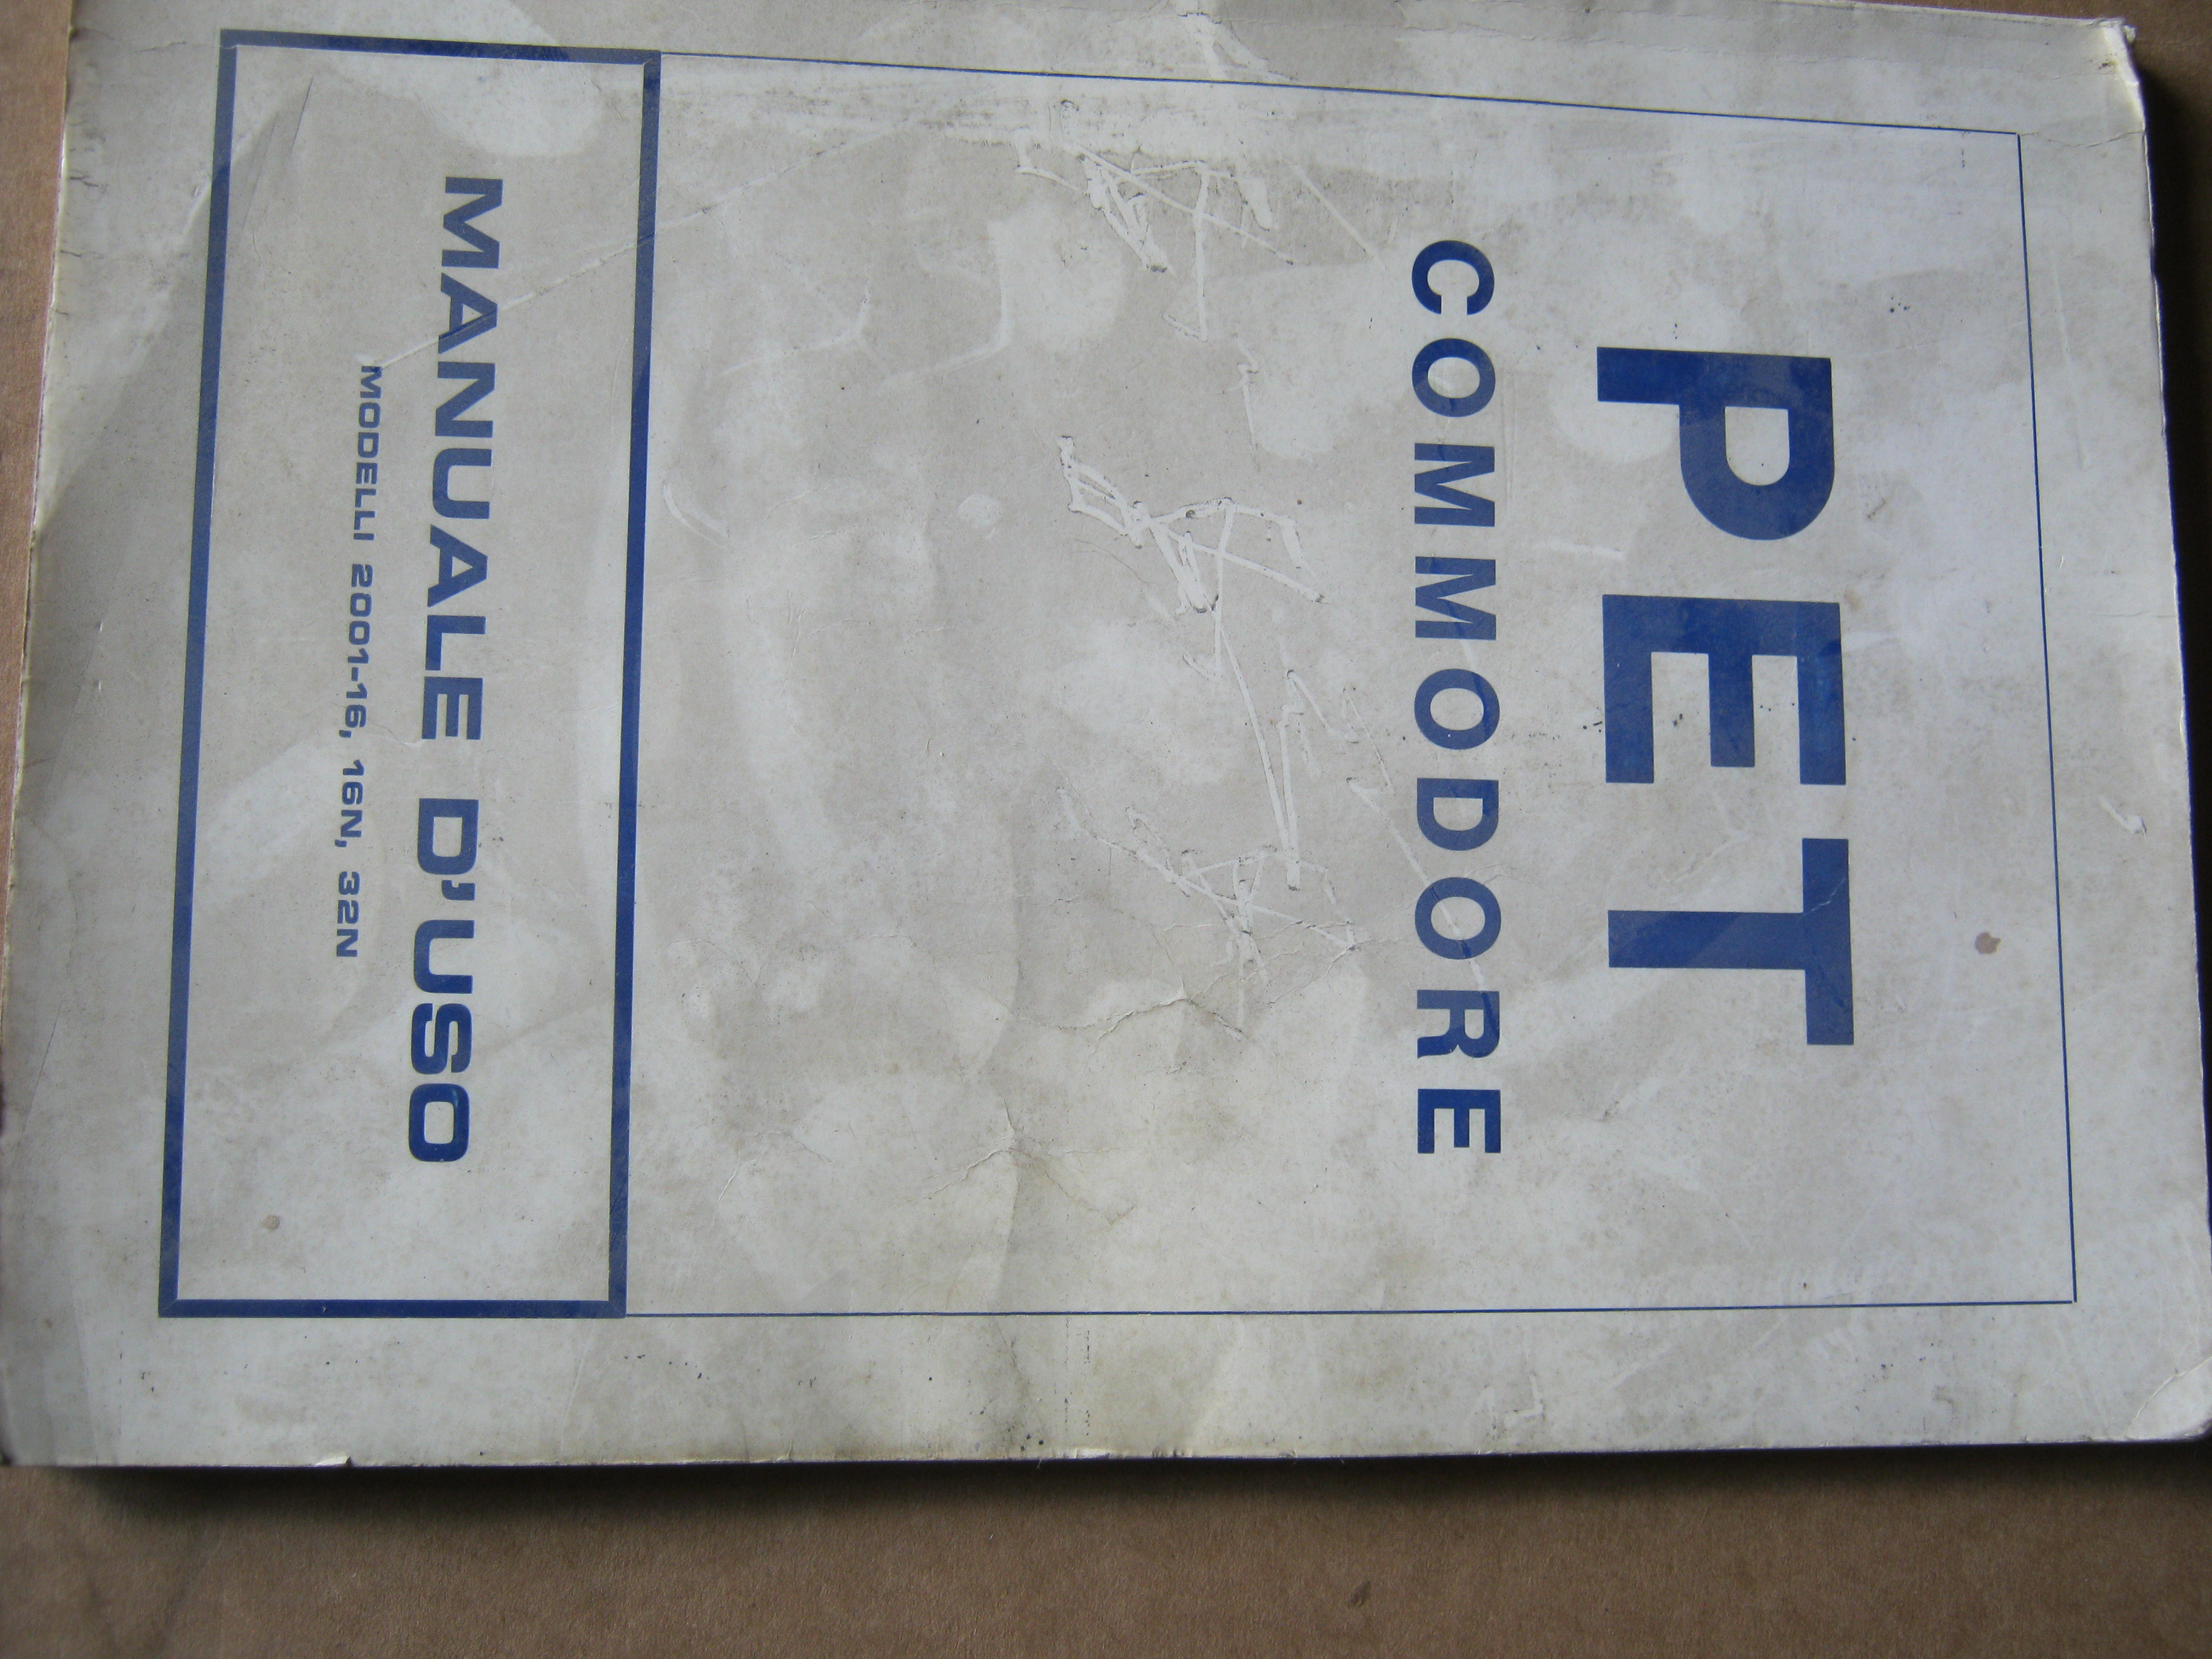 PET
COMMODORE
MANUALE D'USO
MODELLI 2001-16, 16N, 32N